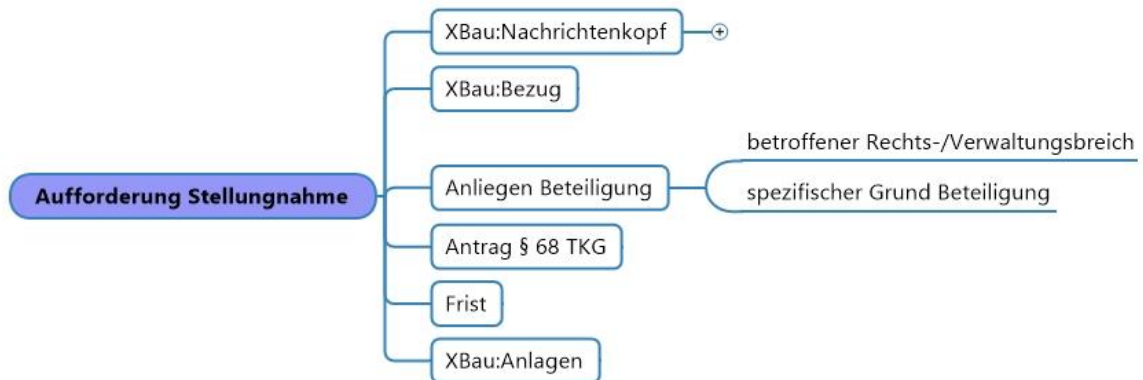 XBau:Nachrichtenkopf
XBau:Bezug
betroffener Rechts-/Verwaltungsbreich
Aufforderung Stellungnahme
Anliegen Beteiligung
spezifischer Grund Beteiligung
Antrag § 68 TKG
Frist
XBau:Anlagen